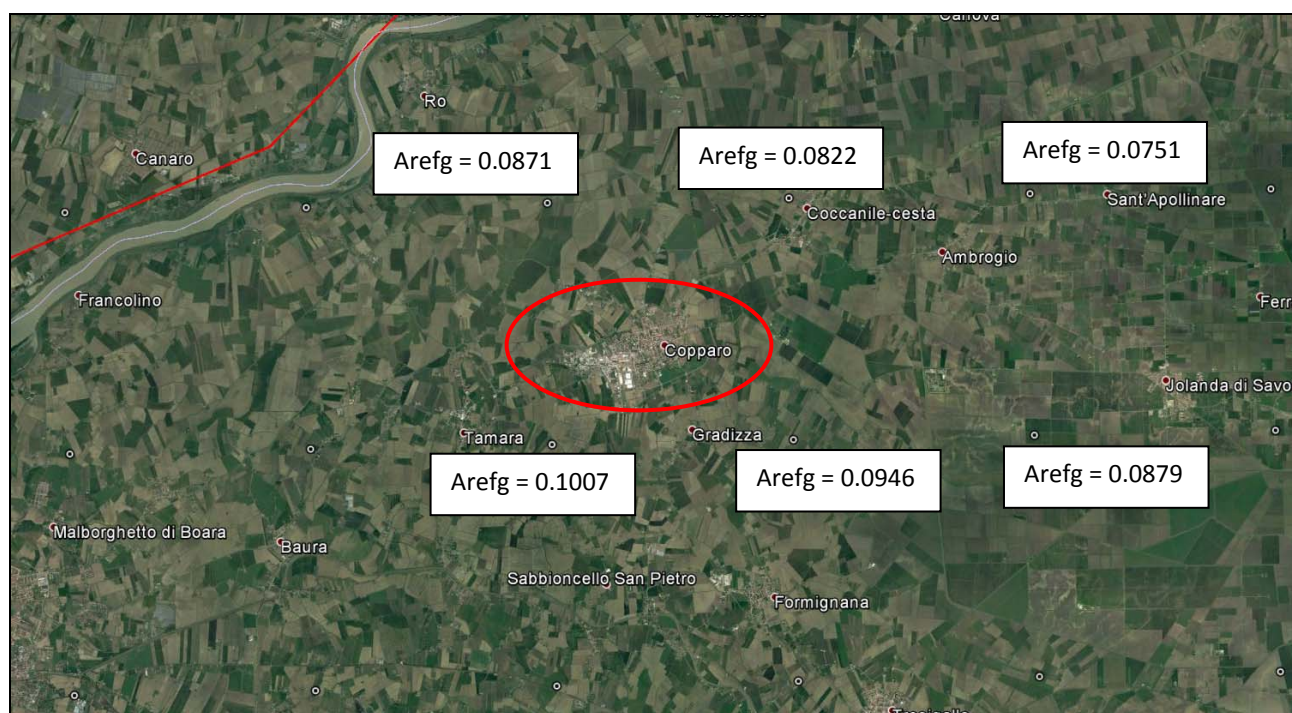 Canova
Ro
Arefg = 0.0871
Arefg = 0.0822
Arefg = 0.0751
Canaro
Sant'Apollinare
Coccanile-cesta
Ambrogio
Francolino
Ferr
Copparo
Jolanda di Savo
Tamara
Gradizza
Arefg = 0.1007
Arefg = 0.0946
Arefg = 0.0879
Malborghetto di Boara
Baura
Sabbioncello San Pietro
Formignana